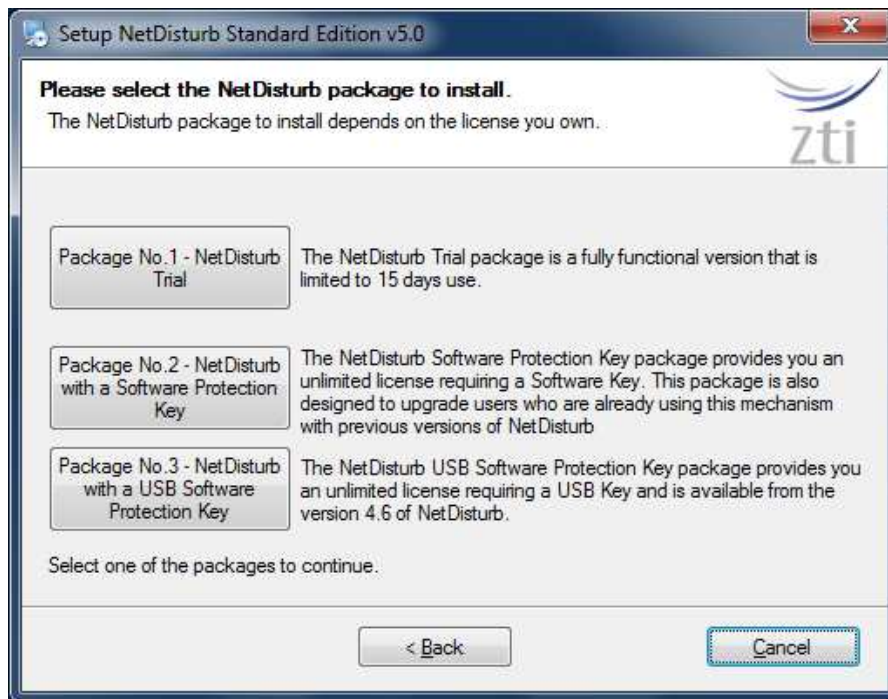 Setup NetDisturb Standard Edition v5.0
X
Please select the NetDisturb package to install.
The NetDisturb package to install depends on the license you own.
zti
Package No.1 - NetDisturb
Trial
The NetDisturb Trial package is a fully functional version that is
limited to 15 days use.
Package No.2 - NetDisturb
with a Software Protection
Key
The NetDisturb Software Protection Key package provides you an
unlimited license requiring a Software Key. This package is also
designed to upgrade users who are already using this mechanism
with previous versions of NetDisturb
Package No.3 - NetDisturb
with a USB Software
Protection Key
The NetDisturb USB Software Protection Key package provides you
an unlimited license requiring a USB Key and is available from the
version 4.6 of NetDisturb.
Select one of the packages to continue.
< Back
Cancel